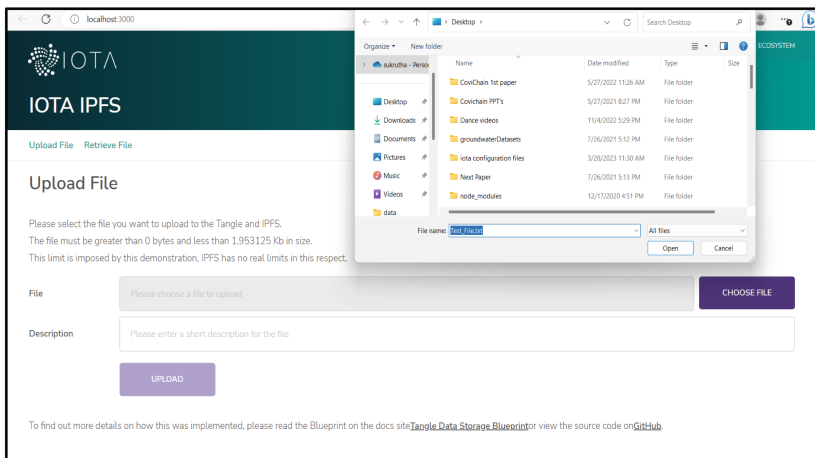 localhost:3000
IOTA
IOTA IPFS
Upload File Retrieve File
ECOSYSTEM
Desktop
Search Desktop
Organize New folder
sukrutha - Perso
Desktop
Downloads
Documents
Pictures
Music
Videos
data
Name Date modified Type Size
CoviChain 1st paper 5/27/2022 11:26 AM File folder
Covichain PPT's 5/27/2021 8:27 PM File folder
Dance videos 11/4/2022 5:29 PM File folder
groundwaterDatasets 7/26/2021 5:12 PM File folder
iota configuration files 3/28/2023 11:30 AM File folder
Next Paper 7/26/2021 5:13 PM File folder
node_modules 12/17/2020 4:51 PM File folder
File name: Test_File.txt All files
Open Cancel
Upload File
Please select the file you want to upload to the Tangle and IPFS.
The file must be greater than 0 bytes and less than 1.953125 Kb in size.
This limit is imposed by this demonstration, IPFS has no real limits in this respect.
File Please choose a file to upload CHOOSE FILE
Description Please enter a short description for the file
UPLOAD
To find out more details on how this was implemented, please read the Blueprint on the docs siteTangle Data Storage Blueprintor view the source code onGitHub.